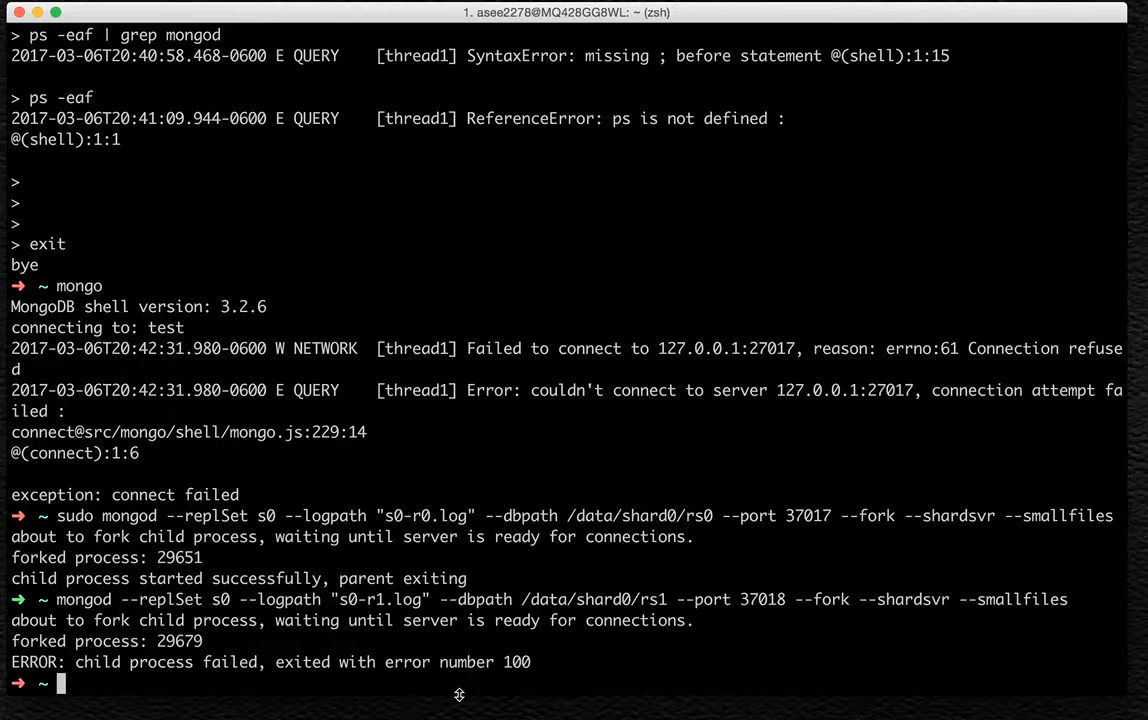 1. asee2278@MQ428GG8WL: ~ (zsh)
> ps -eaf | grep mongod
2017-03-06T20:40:58.468-0600 E QUERY    [thread1] SyntaxError: missing ; before statement @(shell):1:15
> ps -eaf
2017-03-06T20:41:09.944-0600 E QUERY    [thread1] ReferenceError: ps is not defined :
@(shell):1:1
>
>
>
> exit
bye
➜ ~ mongo
MongoDB shell version: 3.2.6
connecting to: test
2017-03-06T20:42:31.980-0600 W NETWORK  [thread1] Failed to connect to 127.0.0.1:27017, reason: errno:61 Connection refuse
d
2017-03-06T20:42:31.980-0600 E QUERY    [thread1] Error: couldn't connect to server 127.0.0.1:27017, connection attempt fa
iled :
connect@src/mongo/shell/mongo.js:229:14
@(connect):1:6
exception: connect failed
➜ ~ sudo mongod --replSet s0 --logpath "s0-r0.log" --dbpath /data/shard0/rs0 --port 37017 --fork --shardsvr --smallfiles
about to fork child process, waiting until server is ready for connections.
forked process: 29651
child process started successfully, parent exiting
➜ ~ mongod --replSet s0 --logpath "s0-r1.log" --dbpath /data/shard0/rs1 --port 37018 --fork --shardsvr --smallfiles
about to fork child process, waiting until server is ready for connections.
forked process: 29679
ERROR: child process failed, exited with error number 100
➜ ~